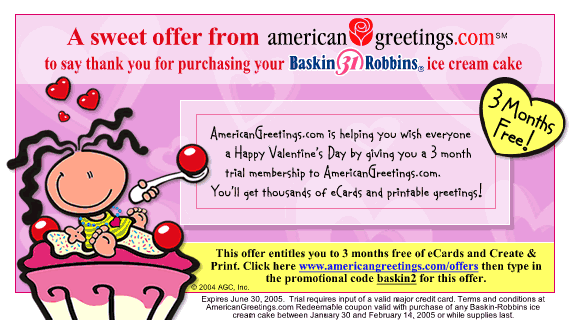 A sweet offer from americangreetings.com℠
to say thank you for purchasing your Baskin 31 Robbins® ice cream cake
3 Months
Free!
AmericanGreetings.com is helping you wish everyone
a Happy Valentine's Day by giving you a 3 month
trial membership to AmericanGreetings.com.
You'll get thousands of eCards and printable greetings!
This offer entitles you to 3 months free of eCards and Create &
Print. Click here www.americangreetings.com/offers then type in
the promotional code baskin2 for this offer.
© 2004 AGC, Inc.
Expires June 30, 2005. Trial requires input of a valid major credit card. Terms and conditions at
AmericanGreetings.com Redeemable coupon valid with purchase of any Baskin-Robbins ice
cream cake between January 30 and February 14, 2005 or while supplies last.